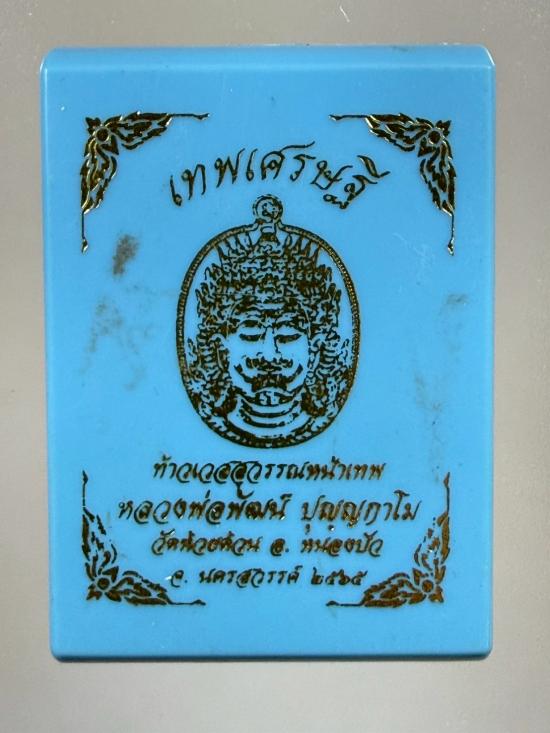 เทพเศรษฐี
ท้าวเวสสุวรรณหน้าเทพ
หลวงพ่อพัฒน์ ปุญฺญกาโม
วัดห้วยด้วน อ. หนองบัว
จ. นครสวรรค์ ๒๕๖๕